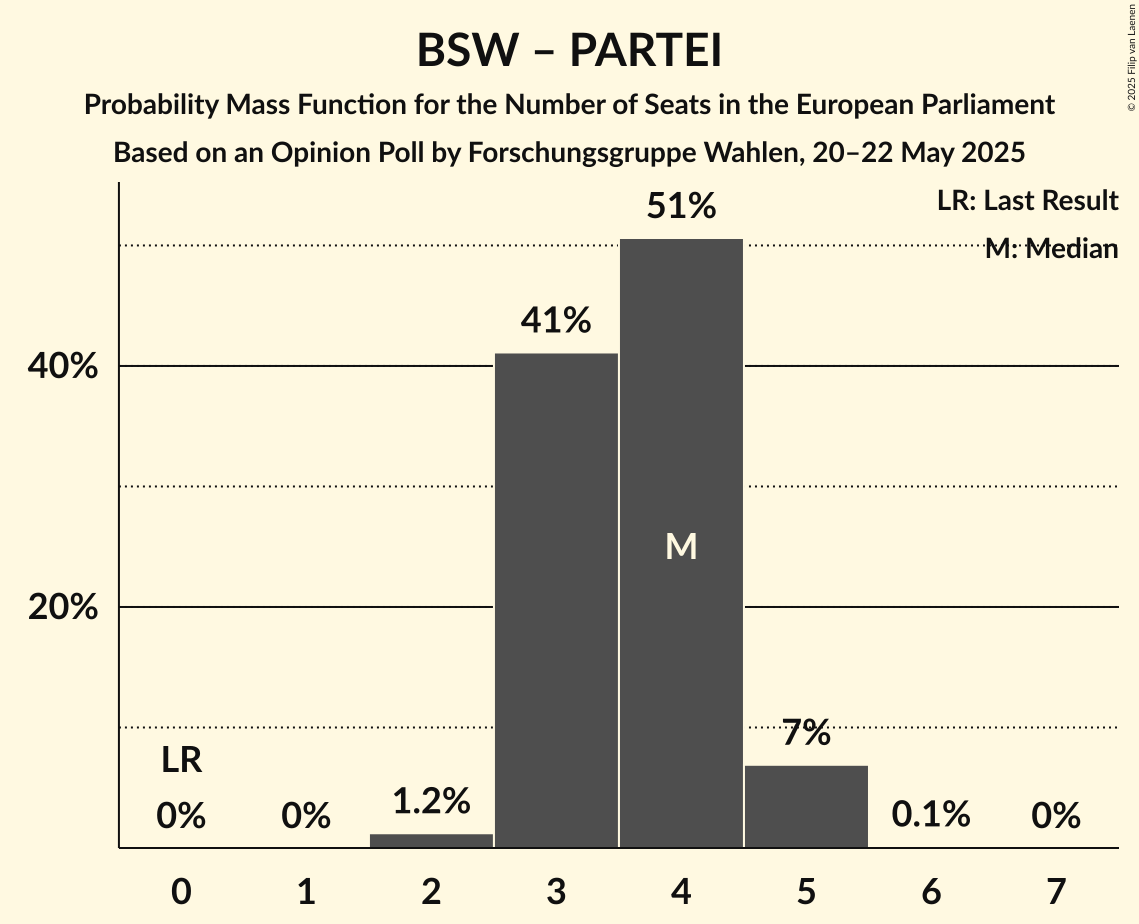 BSW – PARTEI
Probability Mass Function for the Number of Seats in the European Parliament
Based on an Opinion Poll by Forschungsgruppe Wahlen, 20–22 May 2025
© 2025 Filip van Laenen
LR: Last Result
M: Median
51%
41%
40%
M
20%
7%
LR
1.2%
0% 0% 0.1% 0%
0 1 2 3 4 5 6 7